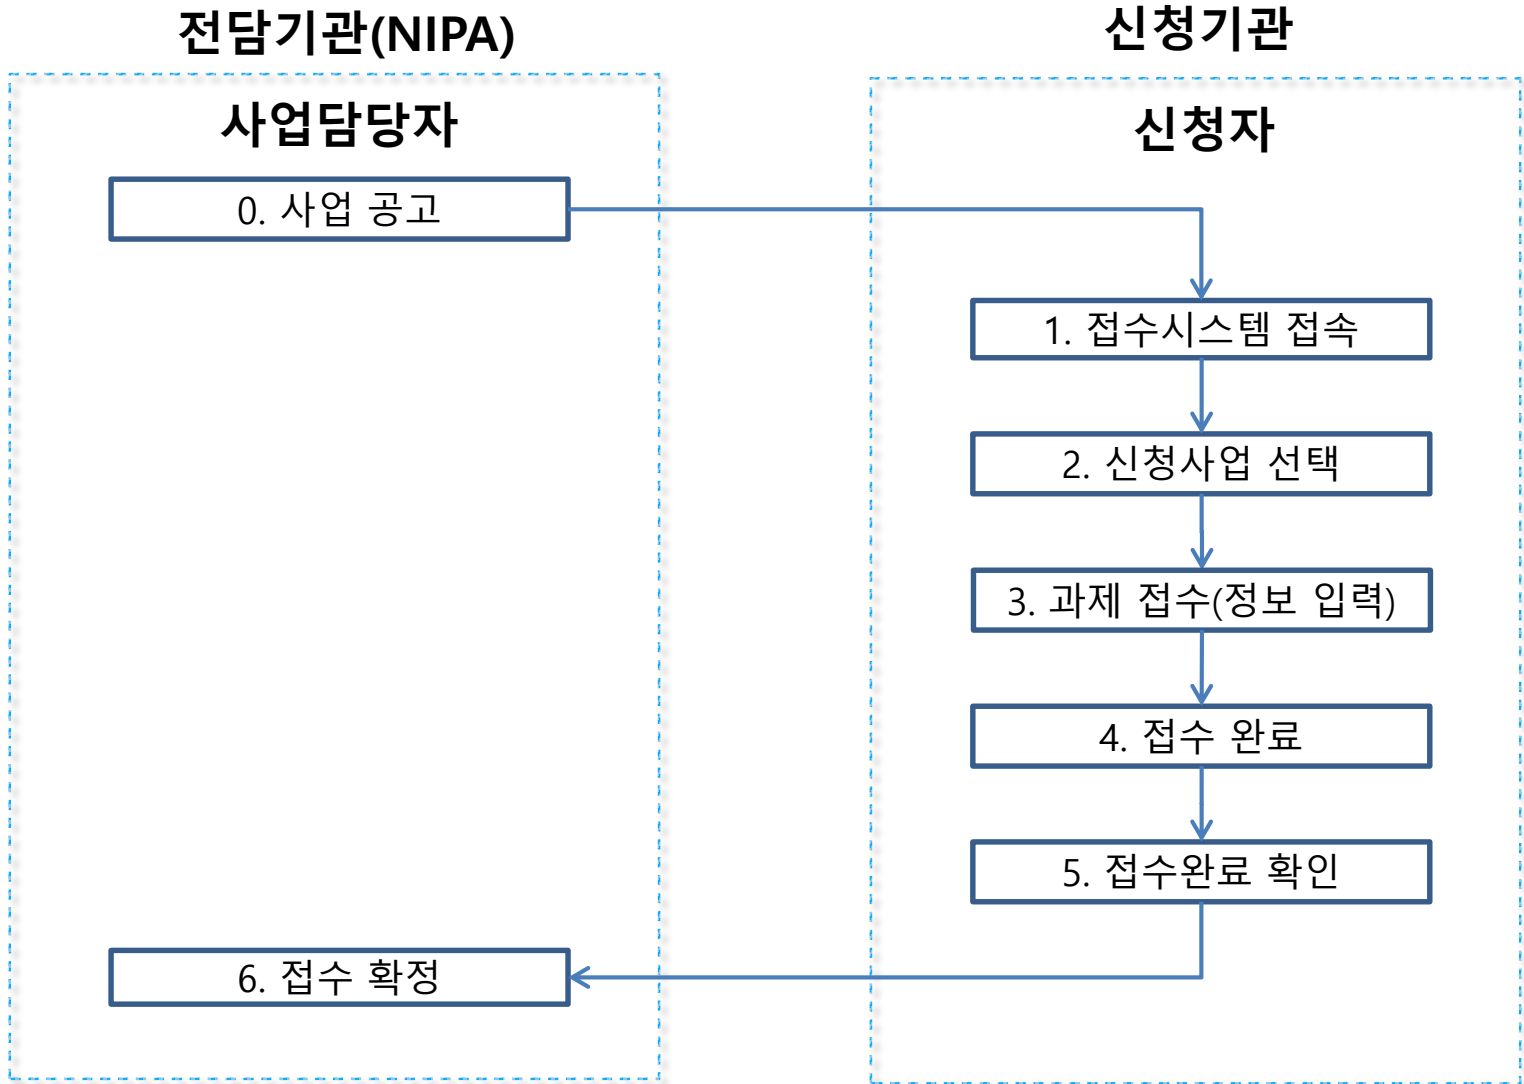 전담기관(NIPA)
신청기관
사업담당자
신청자
0. 사업 공고
1. 접수시스템 접속
2. 신청사업 선택
3. 과제 접수(정보 입력)
4. 접수 완료
5. 접수완료 확인
6. 접수 확정